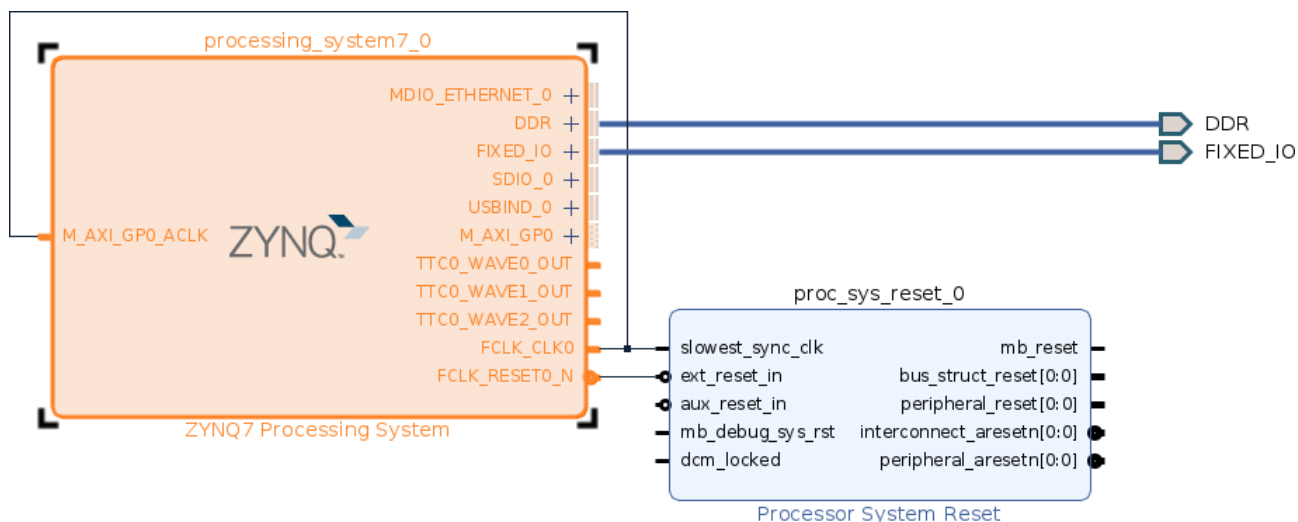 processing_system7_0
MDIO_ETHERNET_0
DDR
FIXED_IO
SDIO_0
USBIND_0
M_AXI_GP0
TTC0_WAVE0_OUT
TTC0_WAVE1_OUT
TTC0_WAVE2_OUT
FCLK_CLK0
FCLK_RESET0_N
M_AXI_GP0_ACLK
ZYNQ
ZYNQ7 Processing System
DDR
FIXED_IO
proc_sys_reset_0
slowest_sync_clk
ext_reset_in
aux_reset_in
mb_debug_sys_rst
dcm_locked
mb_reset
bus_struct_reset[0:0]
peripheral_reset[0:0]
interconnect_aresetn[0:0]
peripheral_aresetn[0:0]
Processor System Reset